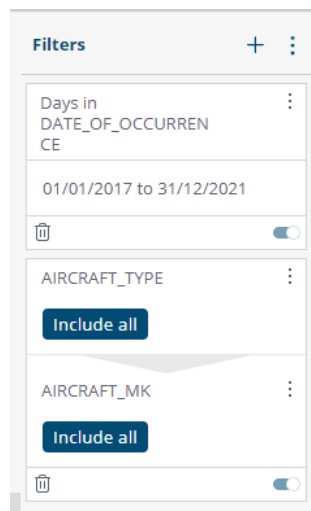 Filters
Days in
DATE_OF_OCCURREN
CE
01/01/2017 to 31/12/2021
AIRCRAFT_TYPE
Include all
AIRCRAFT_MK
Include all